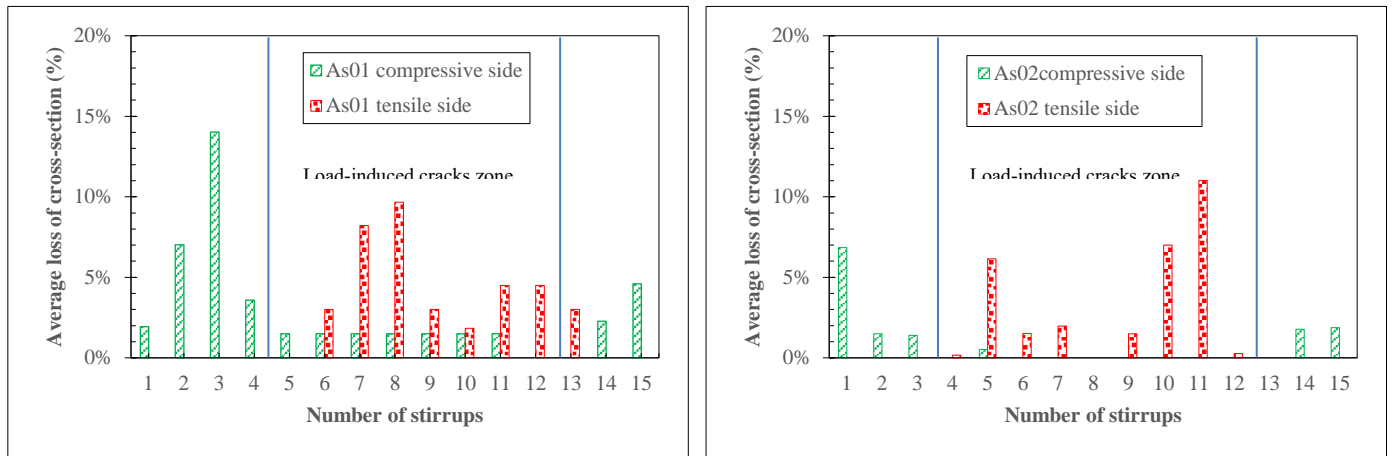 Average loss of cross-section (%)
20%
15%
10%
5%
0%
As01 compressive side
As01 tensile side
Load-induced cracks zone
1 2 3 4 5 6 7 8 9 10 11 12 13 14 15
Number of stirrups
Average loss of cross-section (%)
20%
15%
10%
5%
0%
As02compressive side
As02 tensile side
Load-induced cracks zone
1 2 3 4 5 6 7 8 9 10 11 12 13 14 15
Number of stirrups